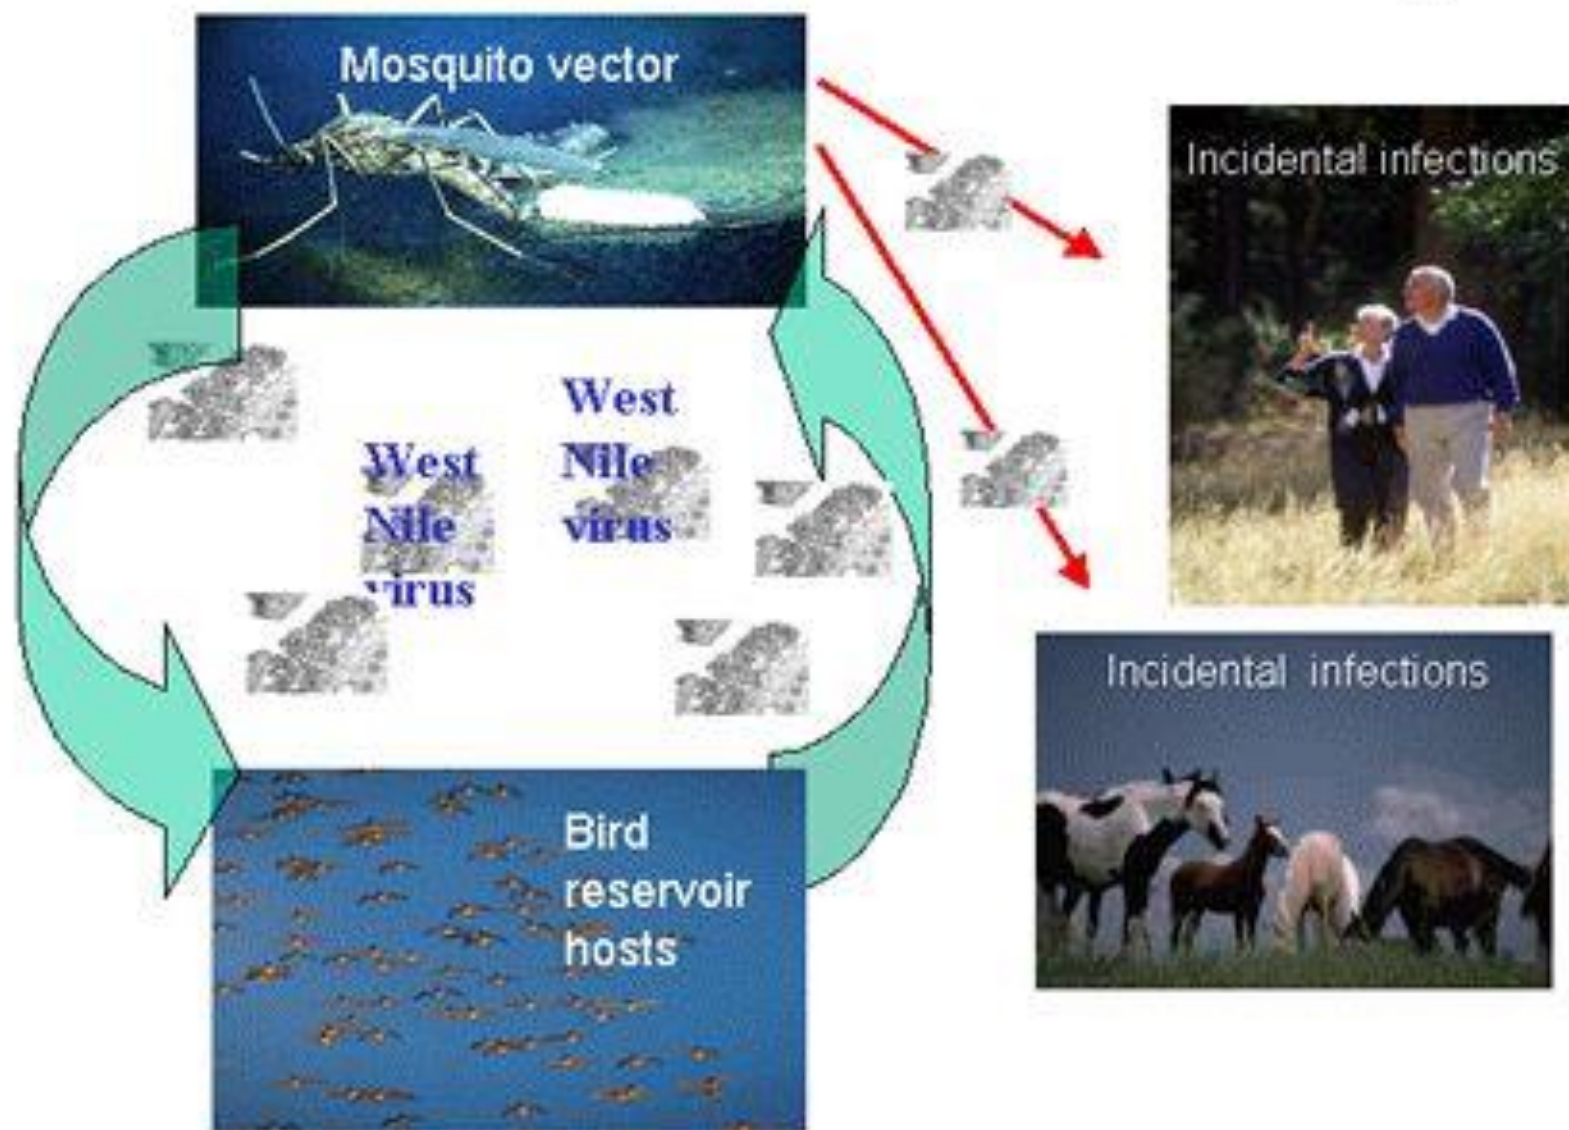 Mosquito vector
Incidental infections
West
Nile
virus
West
Nile
virus
Incidental infections
Bird
reservoir
hosts